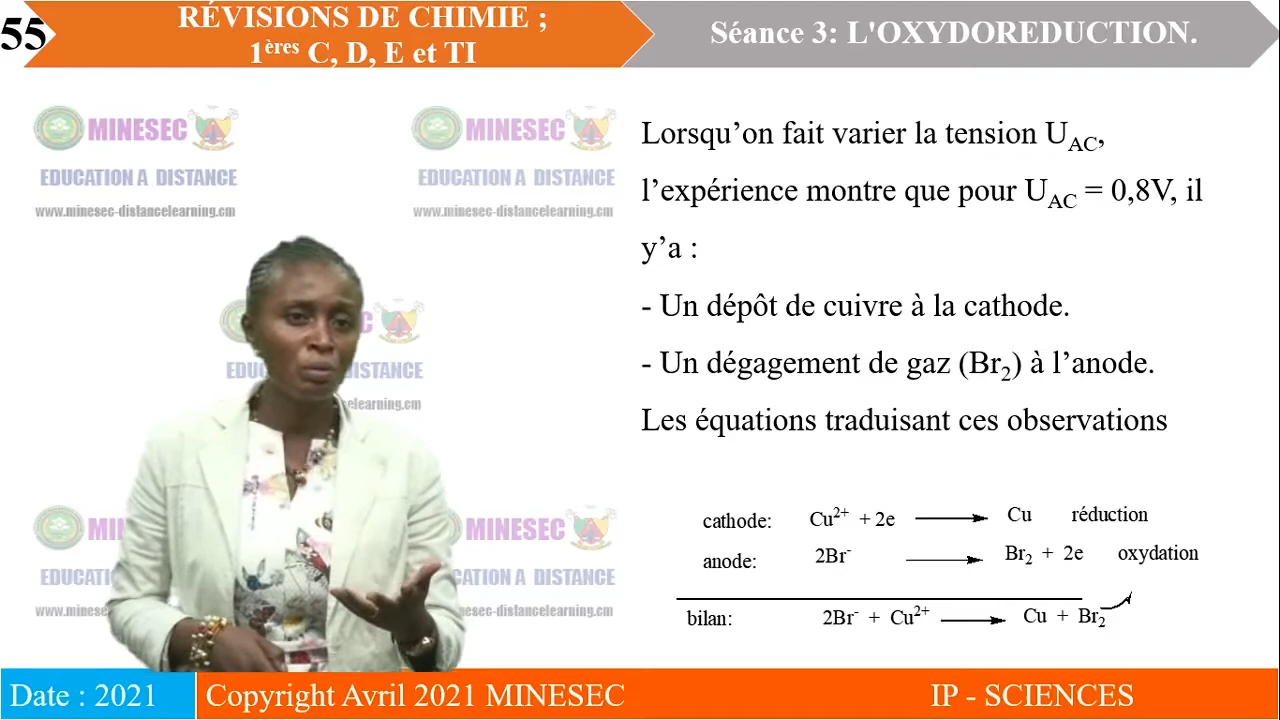 55
RÉVISIONS DE CHIMIE ;
1ères C, D, E et TI
Séance 3: L'OXYDOREDUCTION.
MINESEC
EDUCATION A DISTANCE
www.minesec-distancelearning.cm
MINESEC
EDUCATION A DISTANCE
www.minesec-distancelearning.cm
Lorsqu’on fait varier la tension UAC,
l’expérience montre que pour UAC = 0,8V, il
y’a :
- Un dépôt de cuivre à la cathode.
- Un dégagement de gaz (Br2) à l’anode.
Les équations traduisant ces observations
cathode: Cu2+ + 2e ⟶ Cu réduction
anode: 2Br- ⟶ Br2 + 2e oxydation
bilan: 2Br- + Cu2+ ⟶ Cu + Br2
MINESEC
A DISTANCE
Date : 2021
Copyright Avril 2021 MINESEC
IP - SCIENCES